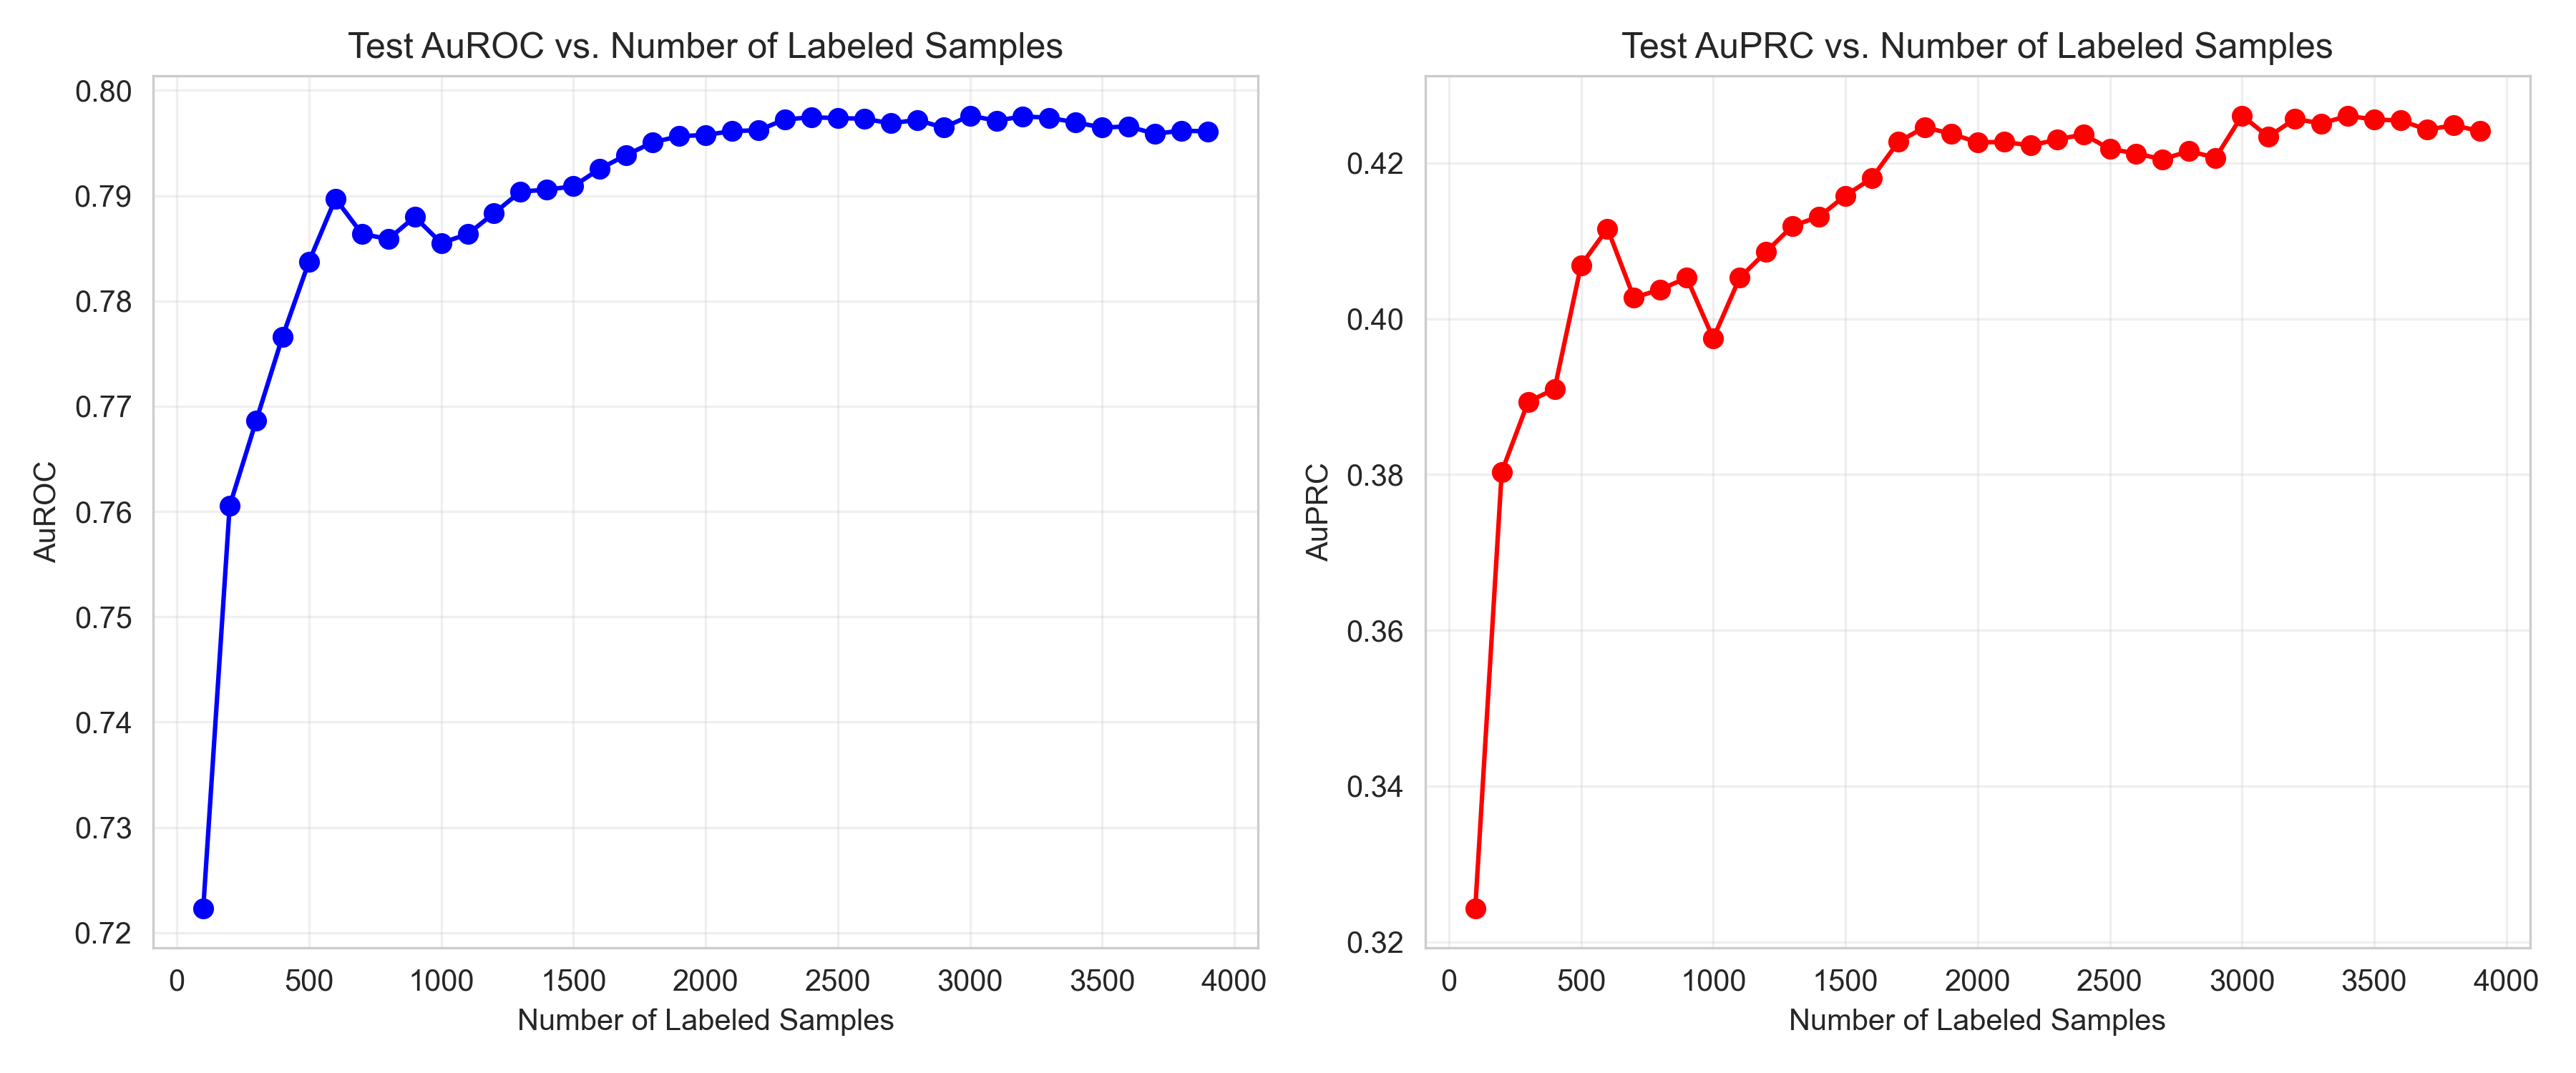 Test AuROC vs. Number of Labeled Samples
AuROC
0.80
0.79
0.78
0.77
0.76
0.75
0.74
0.73
0.72
0 500 1000 1500 2000 2500 3000 3500 4000
Number of Labeled Samples
Test AuPRC vs. Number of Labeled Samples
AuPRC
0.42
0.40
0.38
0.36
0.34
0.32
0 500 1000 1500 2000 2500 3000 3500 4000
Number of Labeled Samples